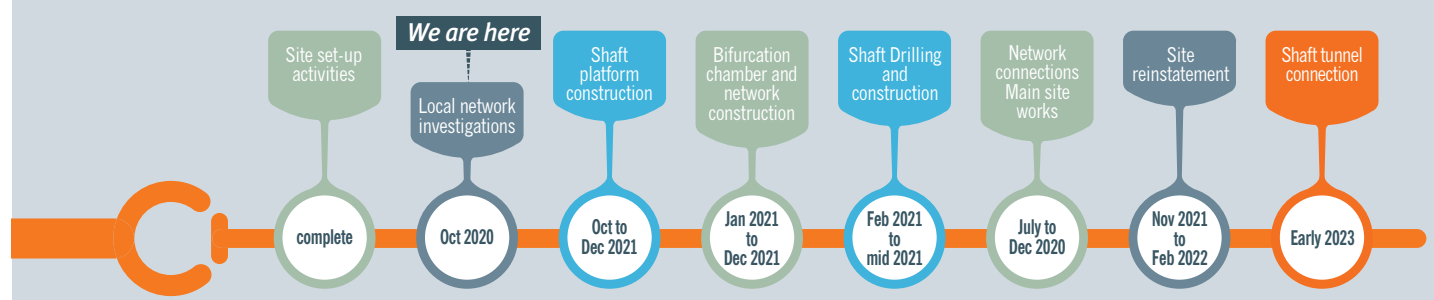 We are here
Site set-up
activities
complete
Local network
investigations
Oct 2020
Shaft
platform
construction
Oct to
Dec 2021
Bifurcation
chamber and
network
construction
Jan 2021
to
Dec 2021
Shaft Drilling
and
construction
Feb 2021
to
mid 2021
Network
connections
Main site
works
July to
Dec 2020
Site
reinstatement
Nov 2021
to
Feb 2022
Shaft tunnel
connection
Early 2023